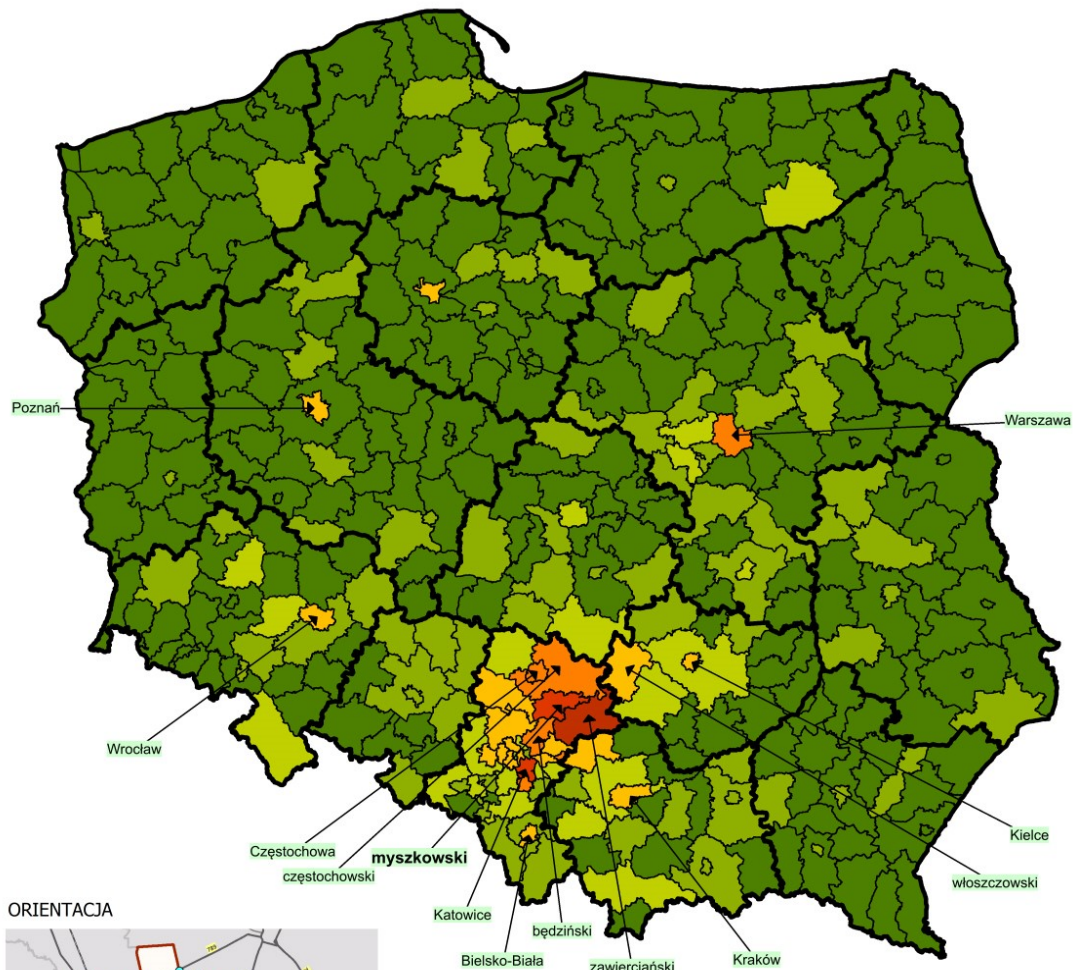 Poznań
Warszawa
Wrocław
Kielce
Częstochowa
myszkowski
częstochowski
włoszczowski
Katowice
będziński
Bielsko-Biała
zawierciański
Kraków
ORIENTACJA